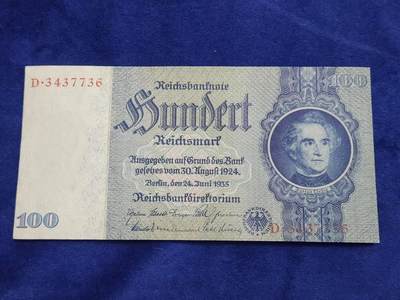 D·3437736
Reichsbanknote
100
Hundert
Reichsmark
Ausgegeben auf Grund des Bank
gesetzes vom 30. August 1924.
Berlin, den 24. Juni 1935
Reichsbankdirektorium
100
D·3437736